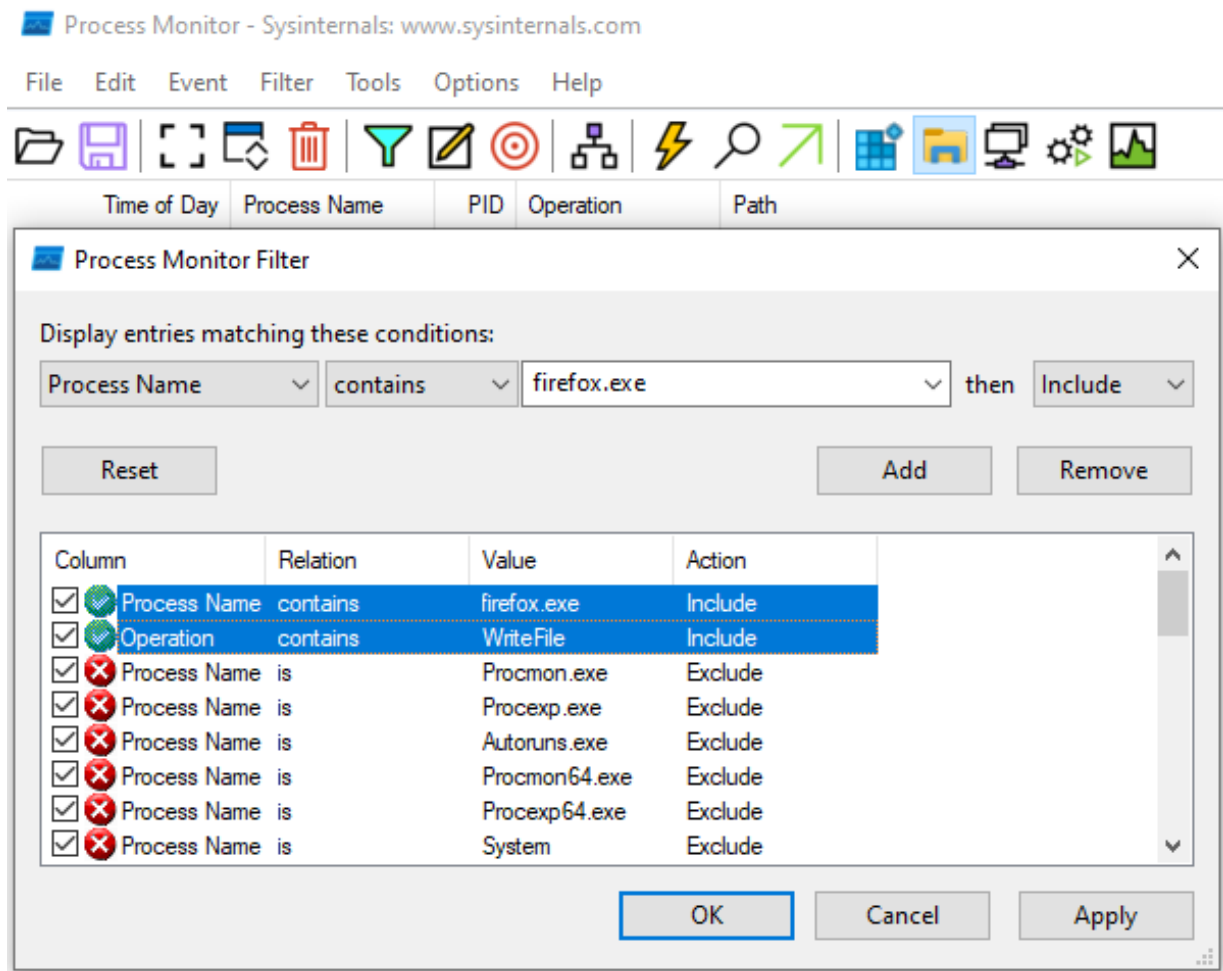 Process Monitor - Sysinternals: www.sysinternals.com
File Edit Event Filter Tools Options Help
Time of Day Process Name PID Operation Path
Process Monitor Filter
Display entries matching these conditions:
Process Name contains firefox.exe then Include
Reset Add Remove
Column Relation Value Action
Process Name contains firefox.exe Include
Operation contains WriteFile Include
Process Name is Procmon.exe Exclude
Process Name is Procexp.exe Exclude
Process Name is Autoruns.exe Exclude
Process Name is Procmon64.exe Exclude
Process Name is Procexp64.exe Exclude
Process Name is System Exclude
OK Cancel Apply